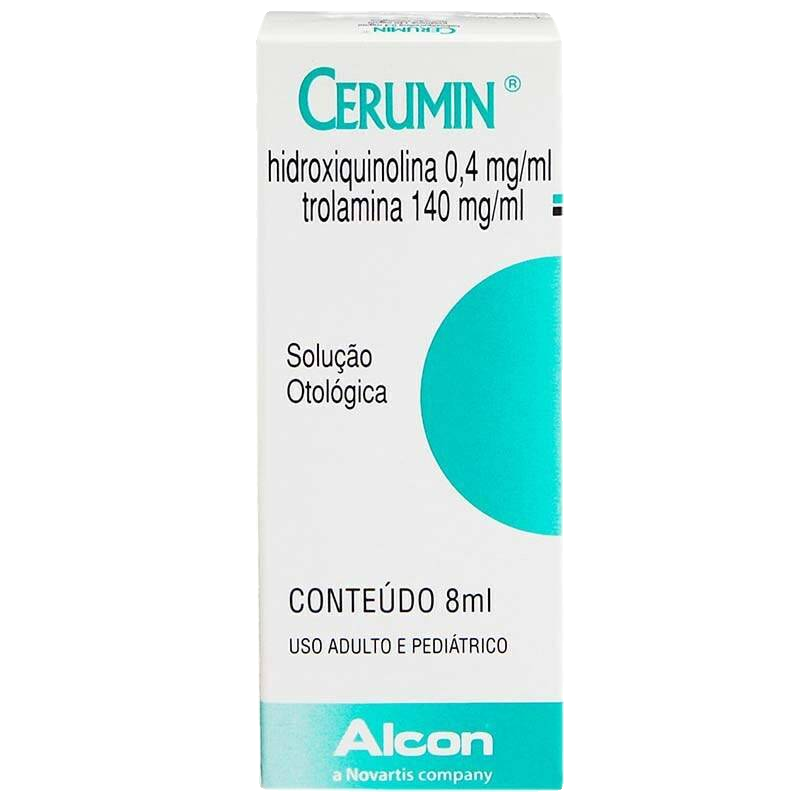 CERUMIN®
hidroxiquinolina 0,4 mg/ml
trolamina 140 mg/ml
Solução
Otológica
CONTEÚDO 8ml
USO ADULTO E PEDIÁTRICO
Alcon
a Novartis company